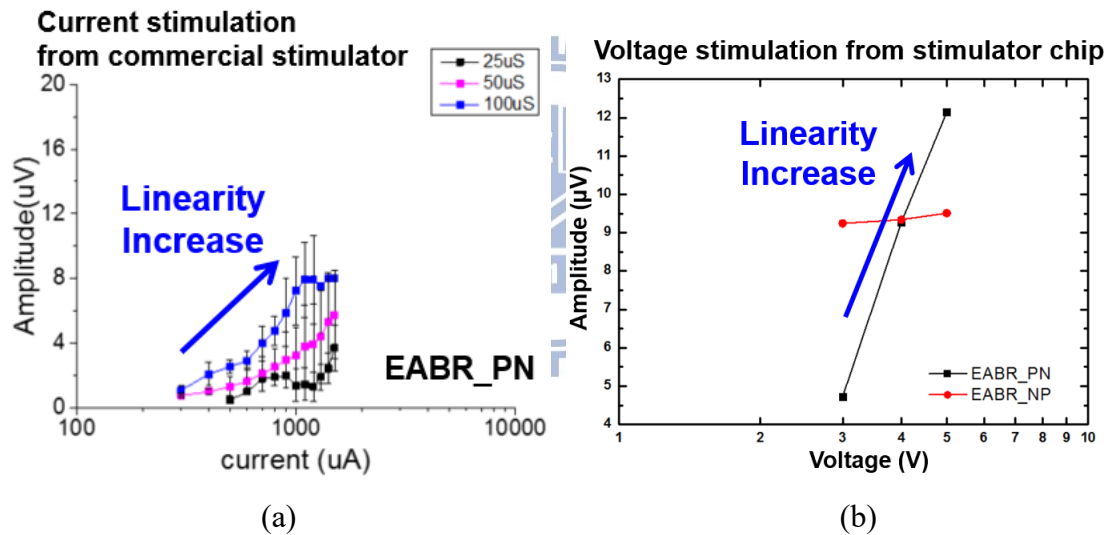 Current stimulation
from commercial stimulator
20
16
12
8
4
0
Amplitude(uV)
25uS
50uS
100uS
Linearity
Increase
EABR_PN
100
1000
10000
current (uA)
(a)
Voltage stimulation from stimulator chip
13
12
11
10
9
8
7
6
5
4
Amplitude (μV)
Linearity
Increase
EABR_PN
EABR_NP
1
2
3
4
5
6
7
8
9
10
Voltage (V)
(b)